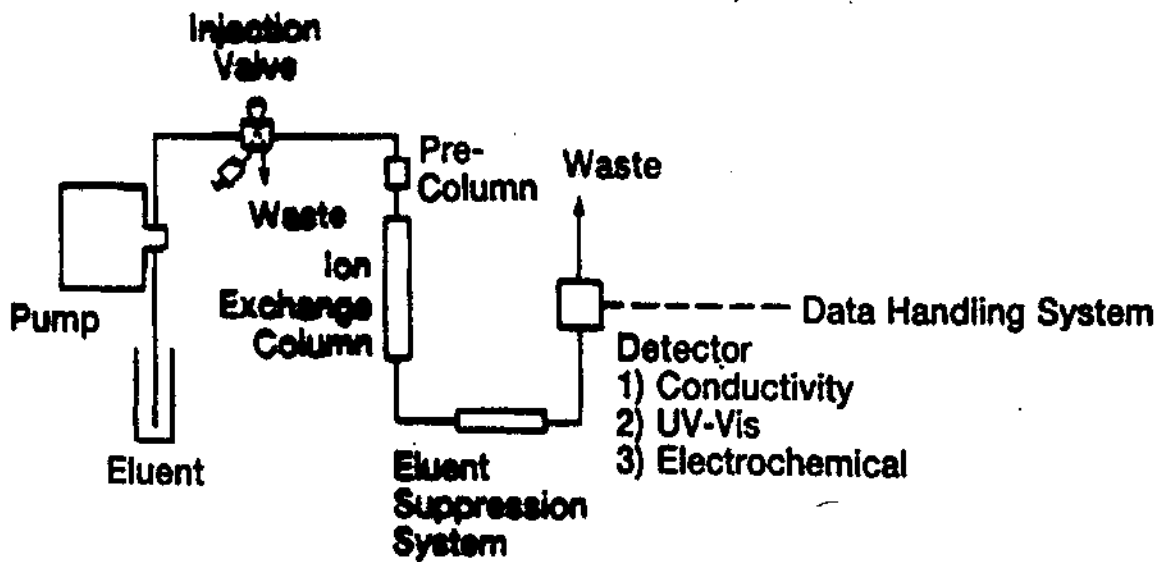 Injection
Valve
Pre-
Column
Waste
Waste
Ion
Exchange
Column
Pump
Data Handling System
Detector
1) Conductivity
2) UV-Vis
3) Electrochemical
Eluent
Eluent
Suppression
System